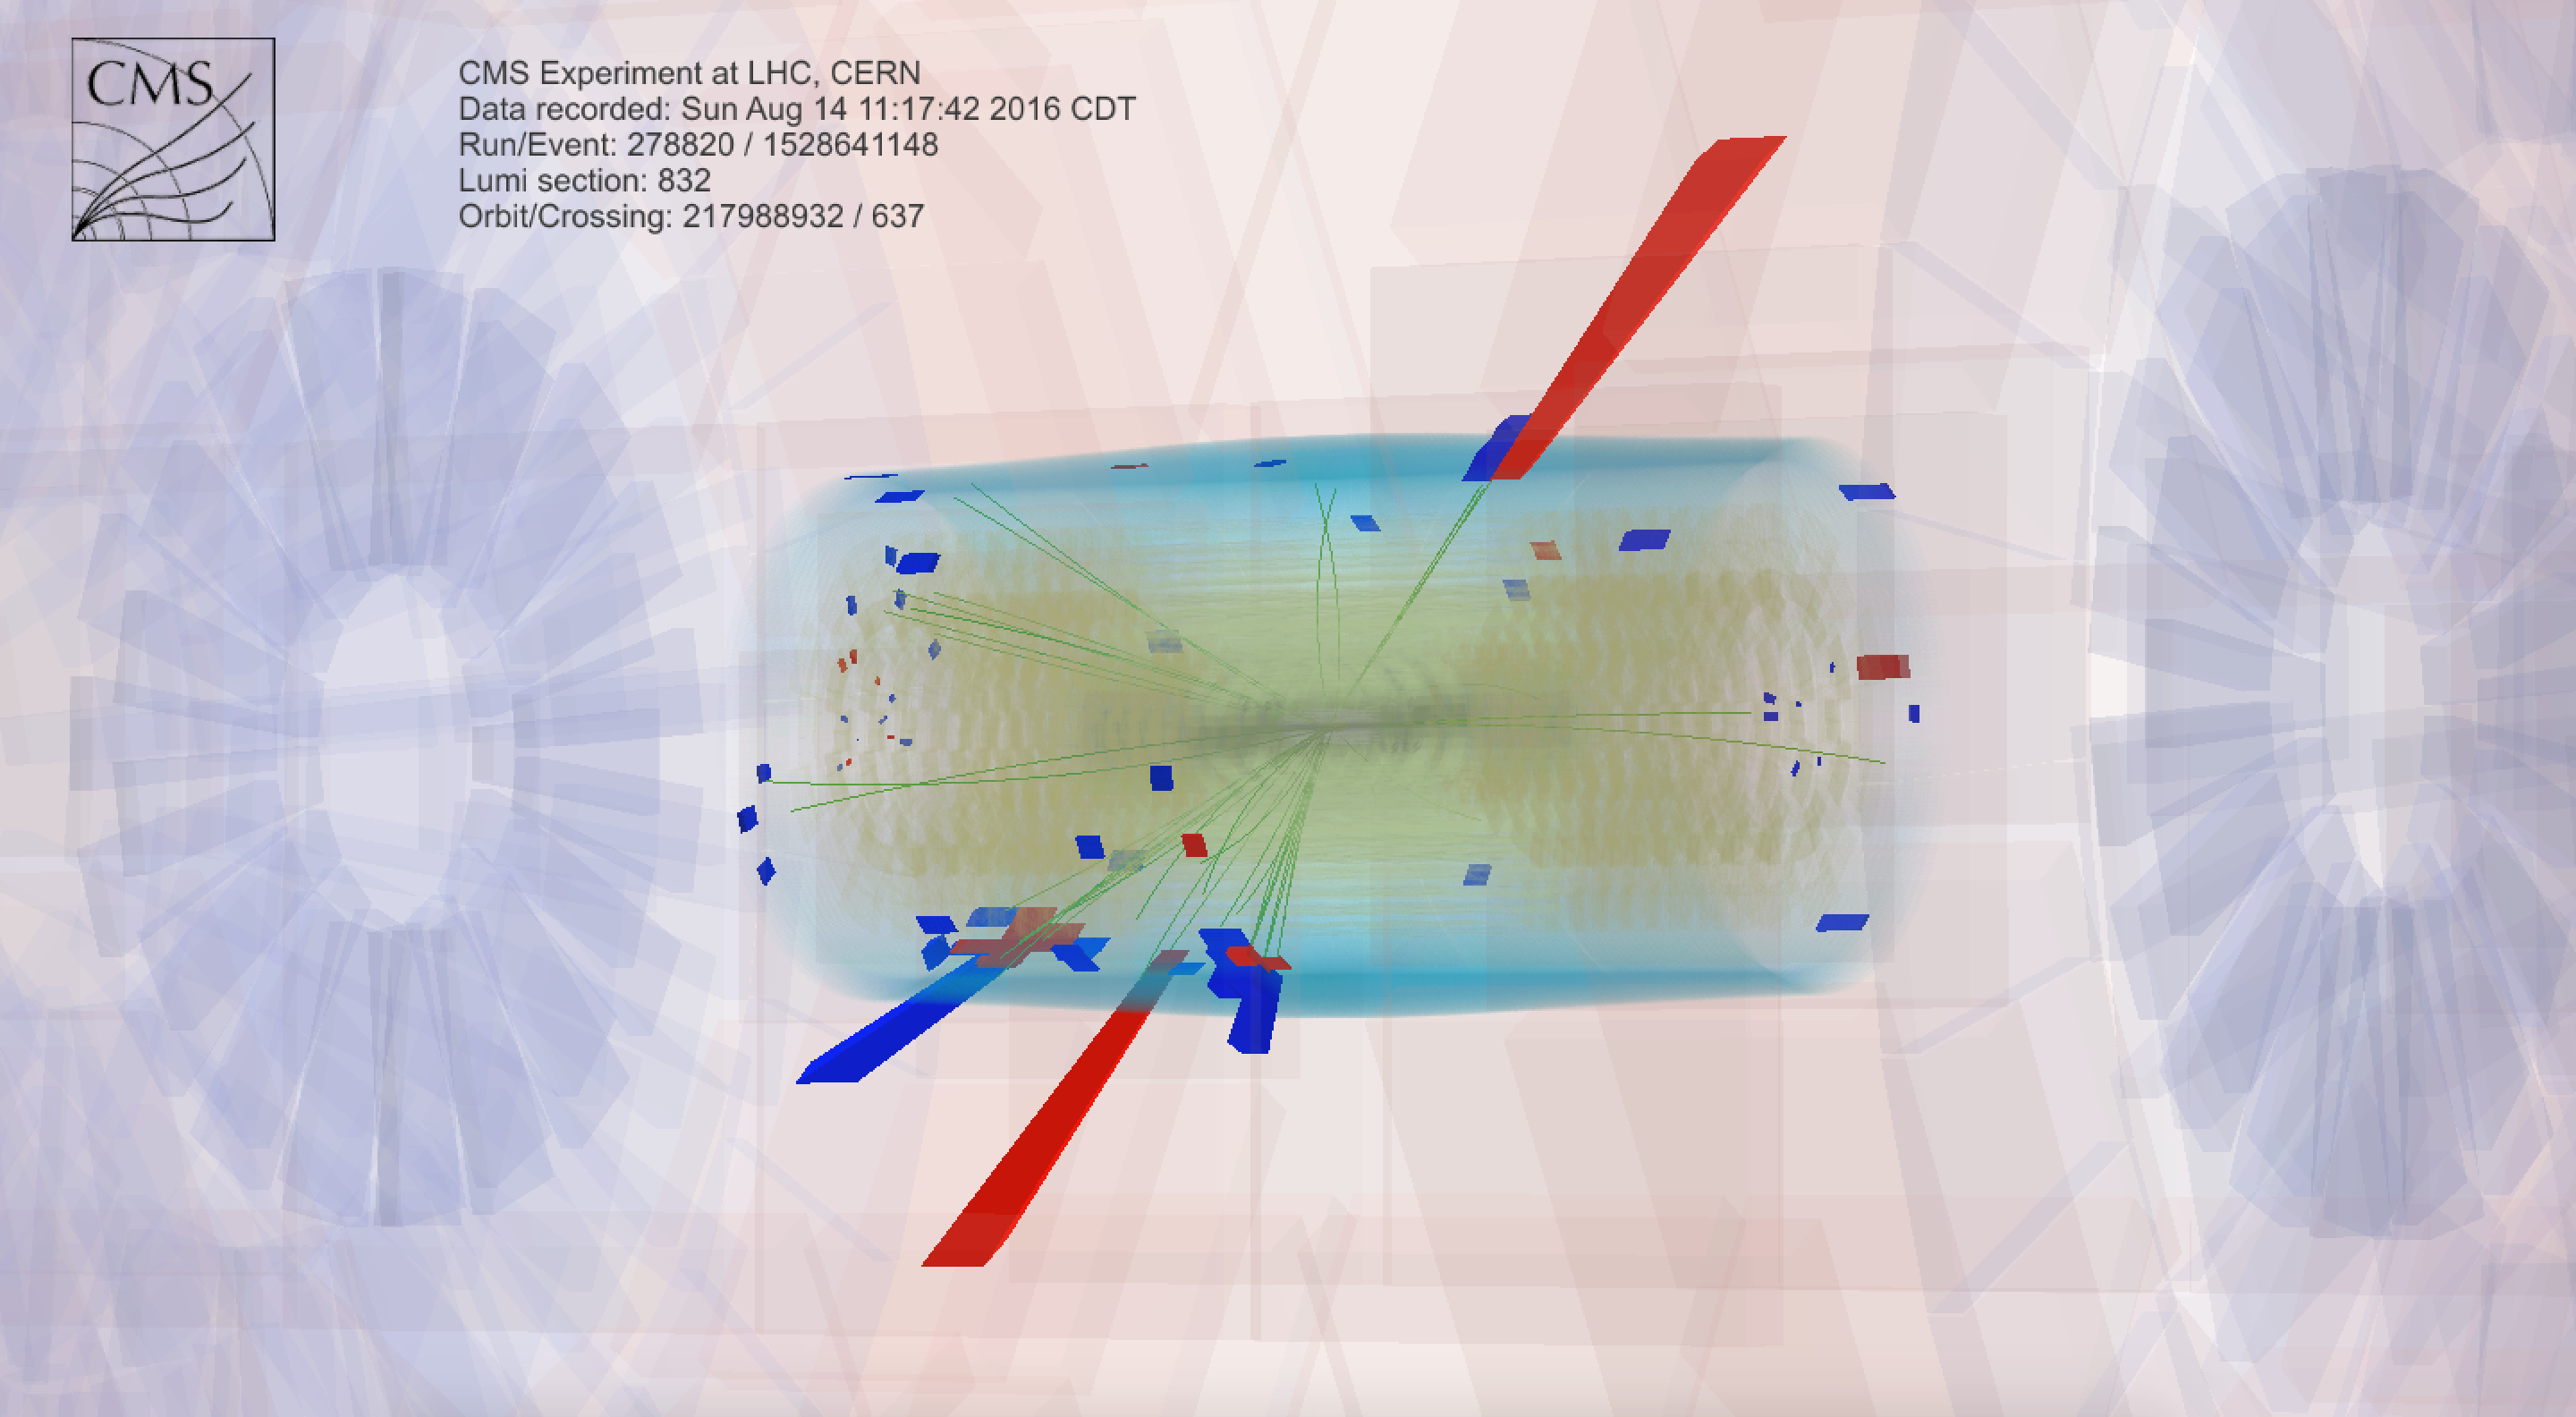 CMS
CMS Experiment at LHC, CERN
Data recorded: Sun Aug 14 11:17:42 2016 CDT
Run/Event: 278820 / 1528641148
Lumi section: 832
Orbit/Crossing: 217988932 / 637